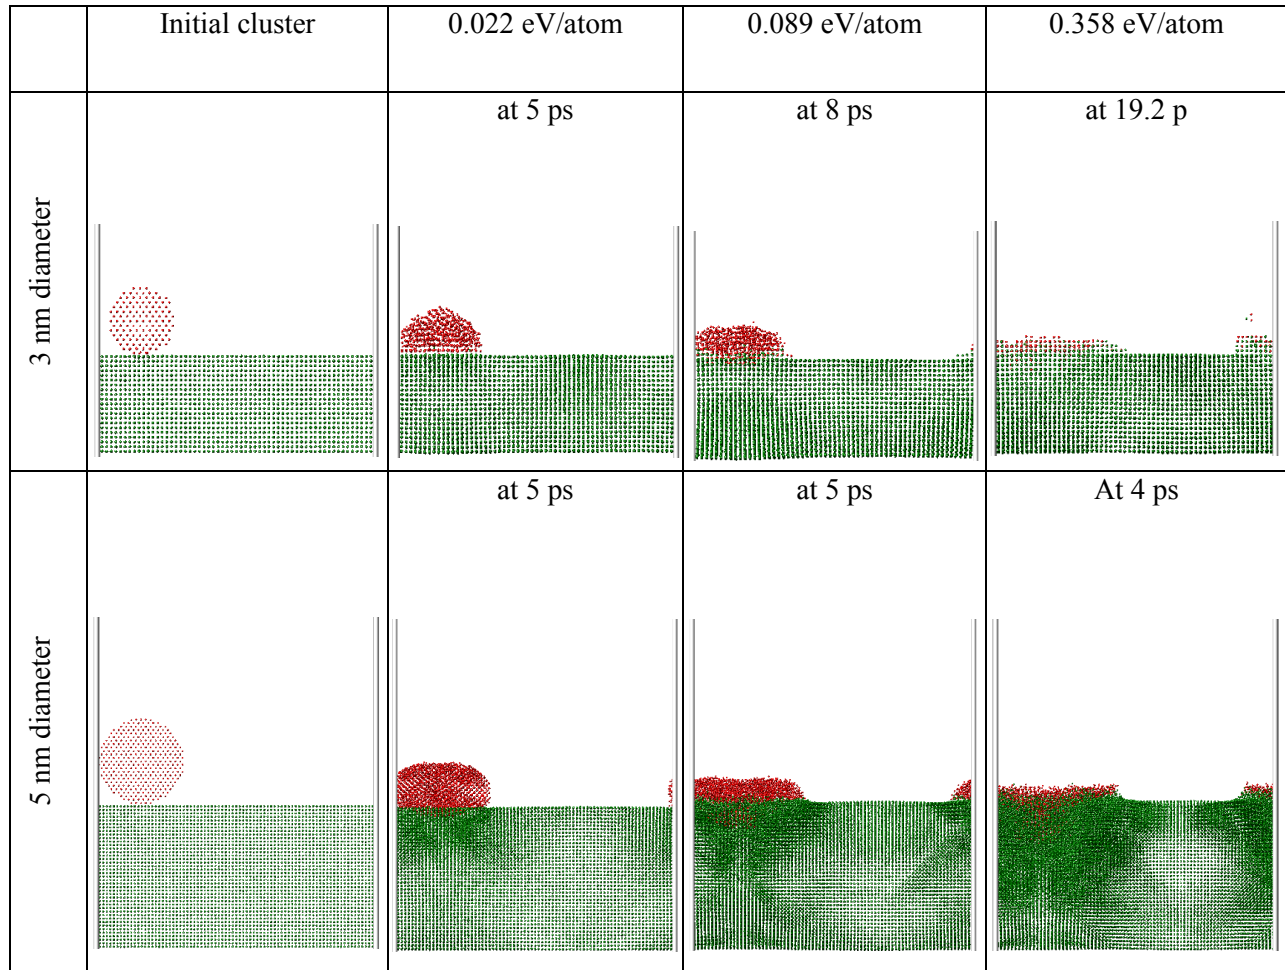 Initial cluster
0.022 eV/atom
0.089 eV/atom
0.358 eV/atom
3 nm diameter
at 5 ps
at 8 ps
at 19.2 p
5 nm diameter
at 5 ps
at 5 ps
At 4 ps